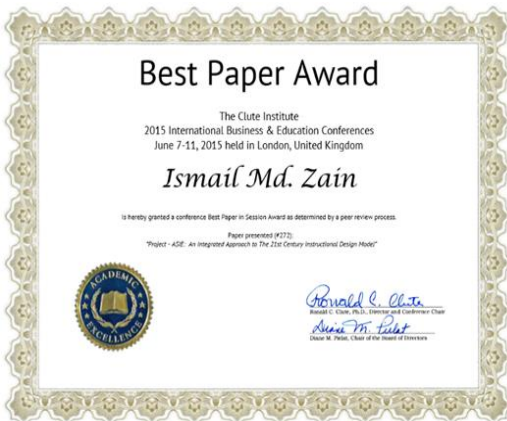 Best Paper Award
The Clute Institute
2015 International Business & Education Conferences
June 7-11, 2015 held in London, United Kingdom
Ismail Md. Zain
is hereby granted a conference Best Paper in Session Award as determined by a peer review process.
Paper presented (#272):
"Project - ASIE: An Integrated Approach to The 21st Century Instructional Design Model"
ACADEMIC
EXCELLENCE
Ronald C. Clute
Ronald C. Clute, Ph.D., Director and Conference Chair
Diane M. Pielat
Diane M. Pielat, Chair of the Board of Directors